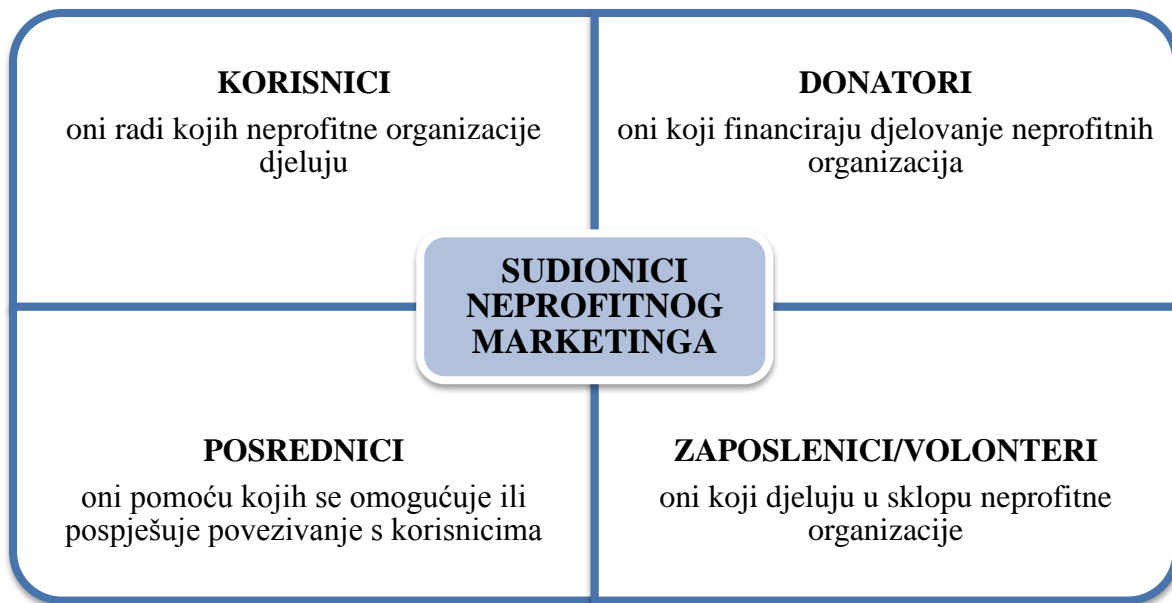 KORISNICI
oni radi kojih neprofitne organizacije
djeluju
DONATORI
oni koji financiraju djelovanje neprofitnih
organizacija
SUDIONICI
NEPROFITNOG
MARKETINGA
POSREDNICI
oni pomoću kojih se omogućuje ili
pospješuje povezivanje s korisnicima
ZAPOSLENICI/VOLONTERI
oni koji djeluju u sklopu neprofitne
organizacije